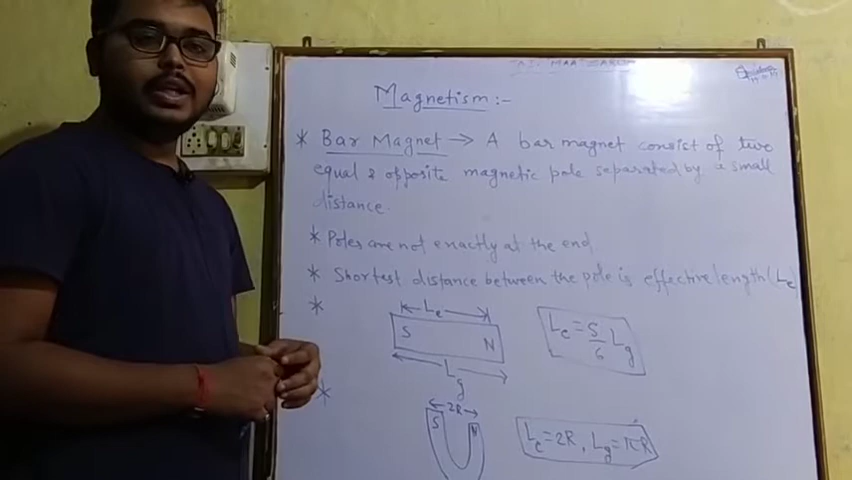 Magnetism:-
* Bar Magnet → A bar magnet consist of two
equal & opposite magnetic pole separated by a small
distance.
* Poles are not exactly at the end.
* Shortest distance between the pole is effective length (Le)
*
Le
S N
Lg
Le = 5/6 Lg
*
2R
S N
Le = 2R, Lg = πR